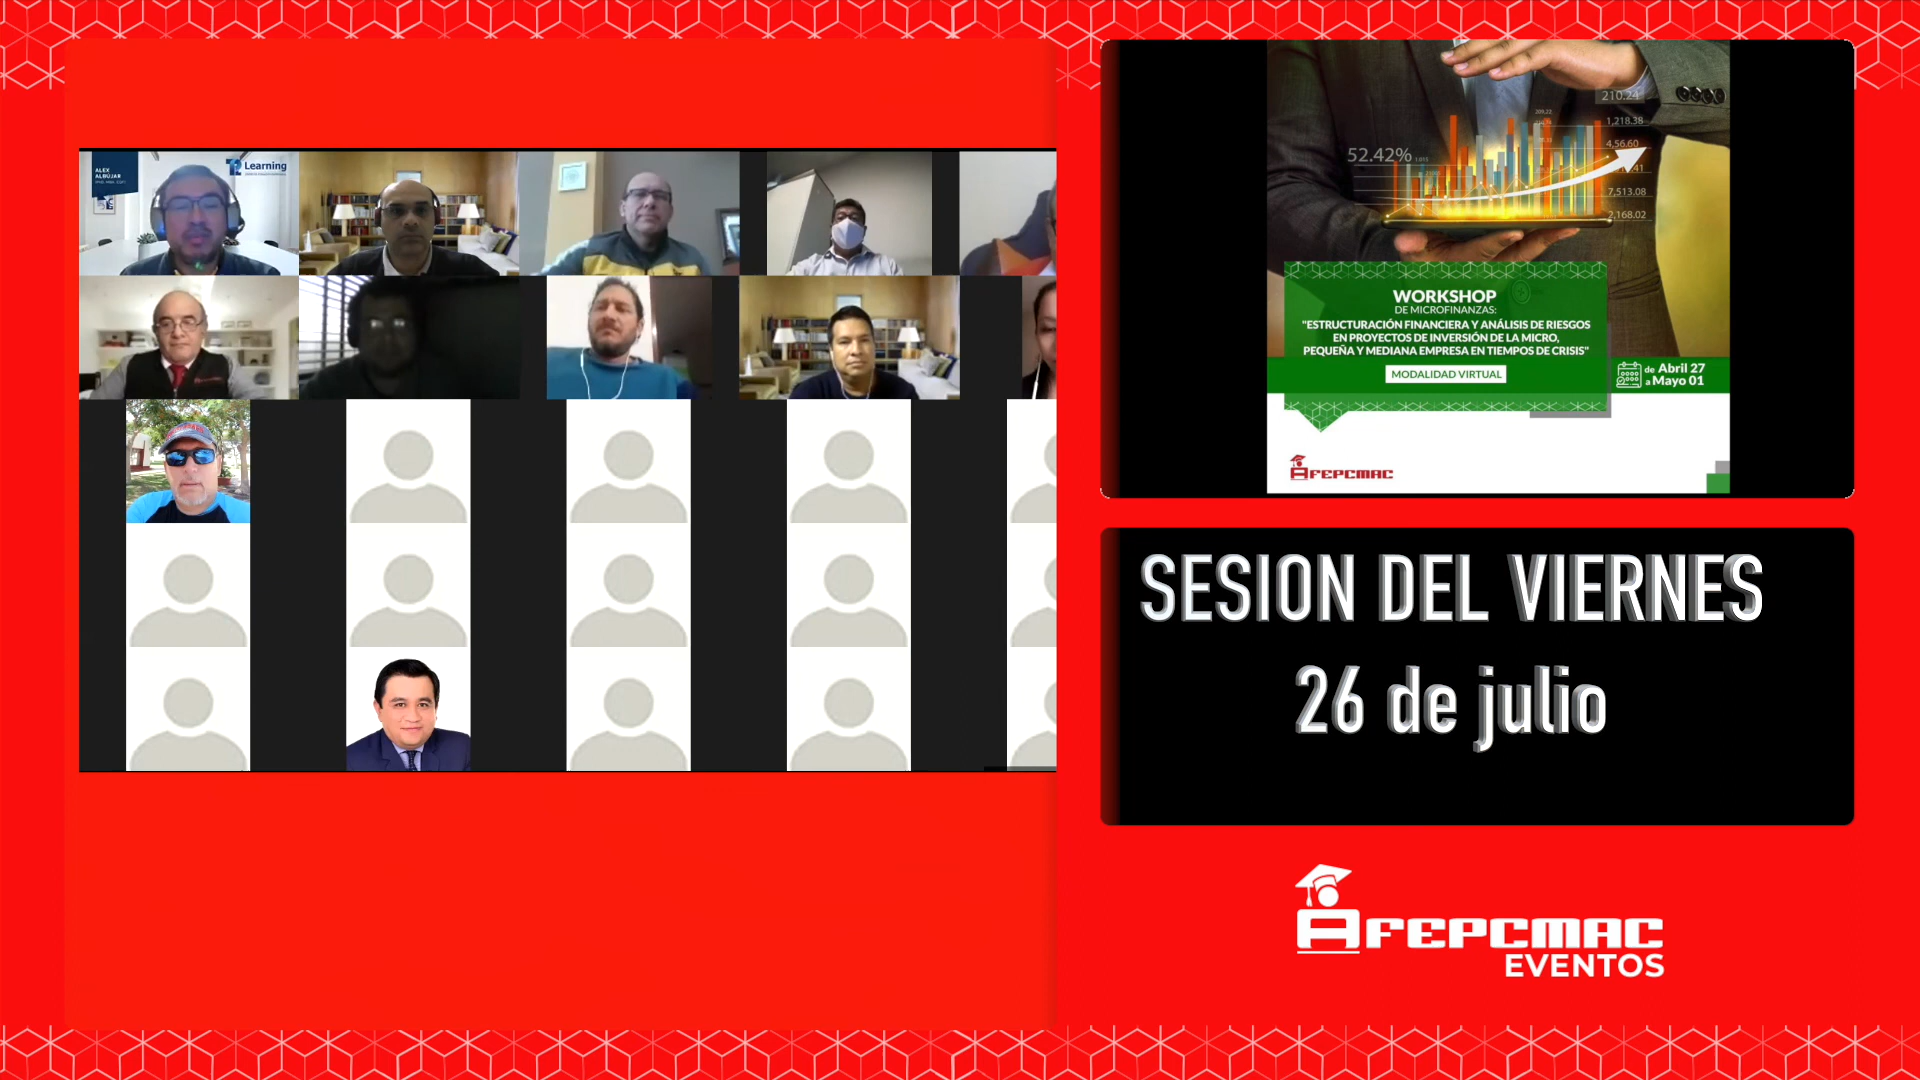 ALEX
ALBUJAR
Learning
210.24
209,22
1,218.38
4,56.60
52.42%
7,513.08
2,168.02
WORKSHOP
DE MICROFINANZAS:
"ESTRUCTURACIÓN FINANCIERA Y ANÁLISIS DE RIESGOS
EN PROYECTOS DE INVERSIÓN DE LA MICRO,
PEQUEÑA Y MEDIANA EMPRESA EN TIEMPOS DE CRISIS"
MODALIDAD VIRTUAL
de Abril 27
a Mayo 01
AFEPCMAC
SESION DEL VIERNES
26 de julio
AFEPCMAC
EVENTOS